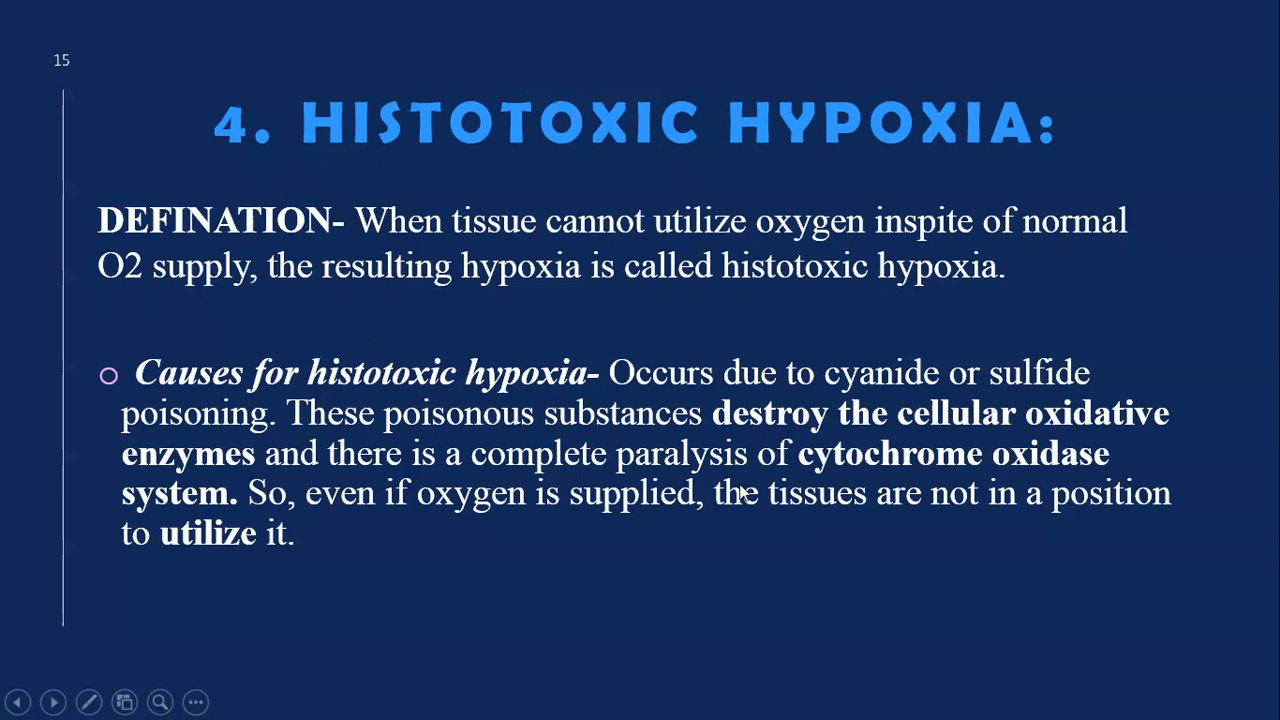 15
4. HISTOTOXIC HYPOXIA:
DEFINATION- When tissue cannot utilize oxygen inspite of normal
O2 supply, the resulting hypoxia is called histotoxic hypoxia.
Causes for histotoxic hypoxia- Occurs due to cyanide or sulfide
poisoning. These poisonous substances destroy the cellular oxidative
enzymes and there is a complete paralysis of cytochrome oxidase
system. So, even if oxygen is supplied, the tissues are not in a position
to utilize it.